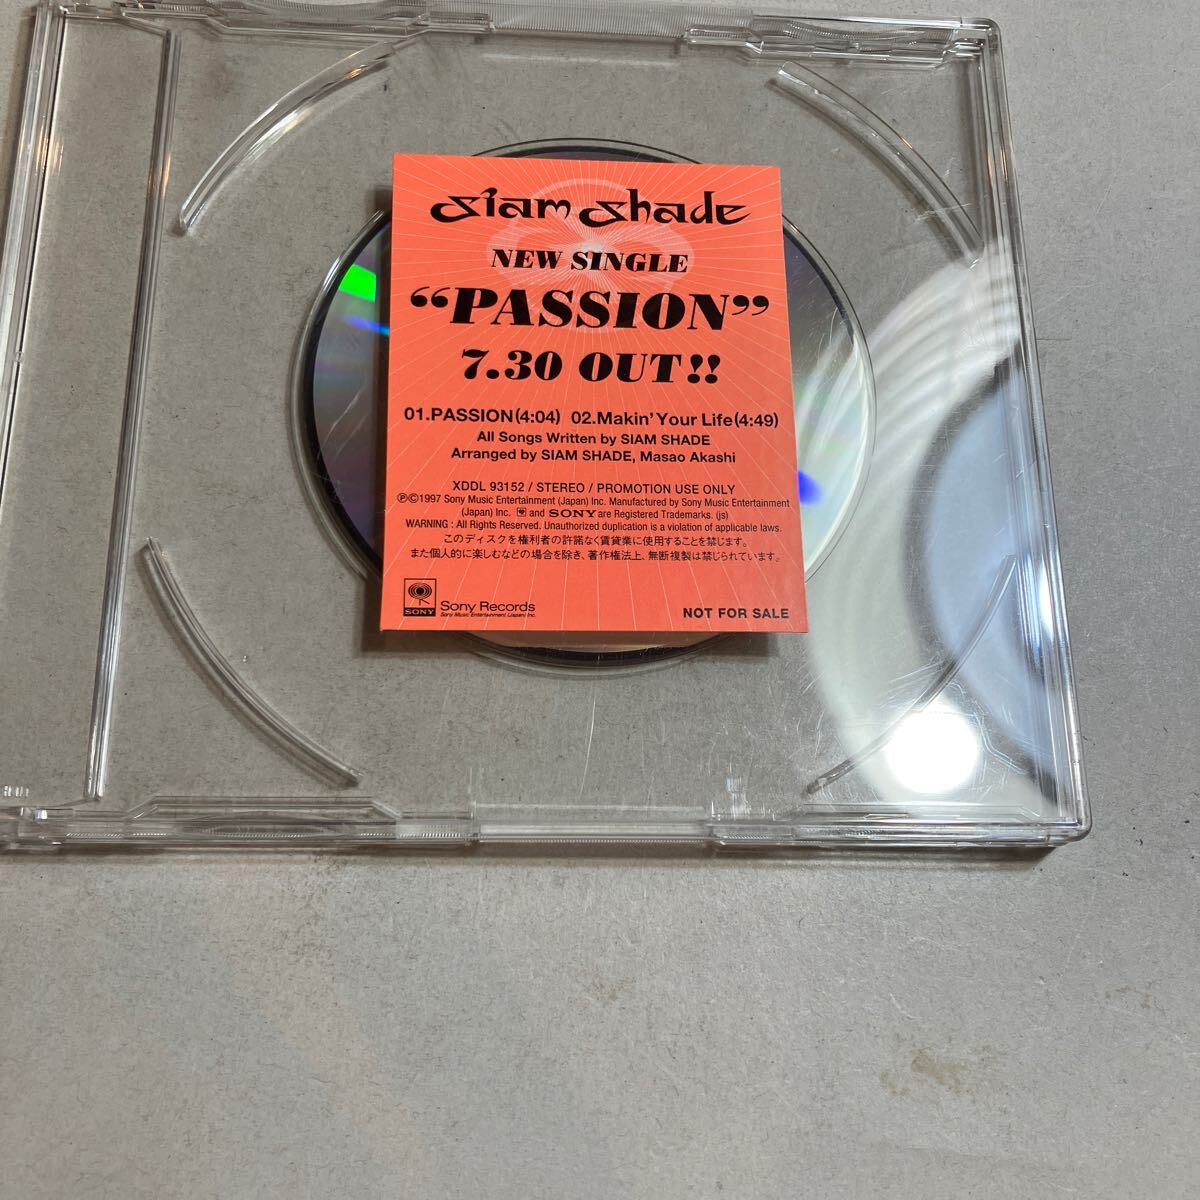 Siam Shade
NEW SINGLE
“PASSION”
7.30 OUT!!
01.PASSION(4:04) 02.Makin' Your Life(4:49)
All Songs Written by SIAM SHADE
Arranged by SIAM SHADE, Masao Akashi
XDDL 93152 / STEREO / PROMOTION USE ONLY
ⓅⒸ1997 Sony Music Entertainment (Japan) Inc. Manufactured by Sony Music Entertainment
(Japan) Inc. and SONY are Registered Trademarks. (js)
WARNING : All Rights Reserved. Unauthorized duplication is a violation of applicable laws.
このディスクを権利者の許諾なく賃貸業に使用することを禁じます。
また個人的に楽しむなどの場合を除き、著作権法上、無断複製は禁じられています。
SONY
Sony Records
Sony Music Entertainment (Japan) Inc.
NOT FOR SALE